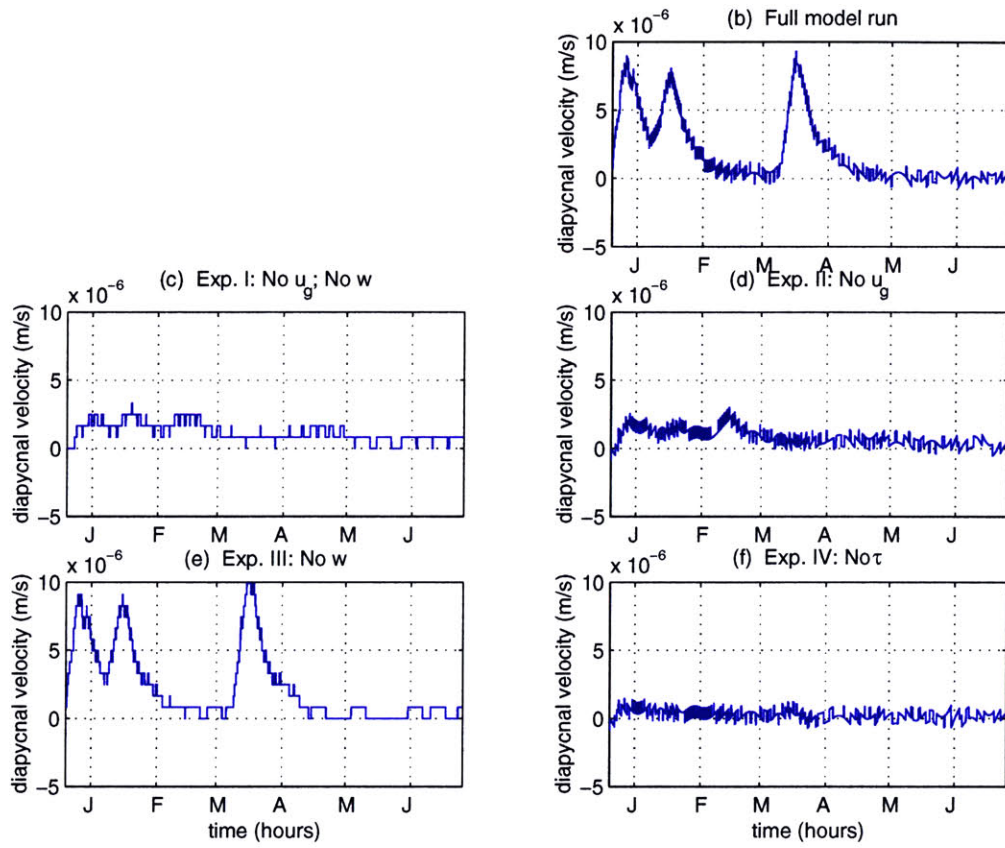 (b) Full model run
x 10⁻⁶
diapycnal velocity (m/s)
10
5
0
−5
J F M A M J
(c) Exp. I: No u_g; No w
x 10⁻⁶
diapycnal velocity (m/s)
10
5
0
−5
J F M A M J
(d) Exp. II: No u_g
x 10⁻⁶
diapycnal velocity (m/s)
10
5
0
−5
J F M A M J
(e) Exp. III: No w
x 10⁻⁶
diapycnal velocity (m/s)
10
5
0
−5
J F M A M J
time (hours)
(f) Exp. IV: No τ
x 10⁻⁶
diapycnal velocity (m/s)
10
5
0
−5
J F M A M J
time (hours)